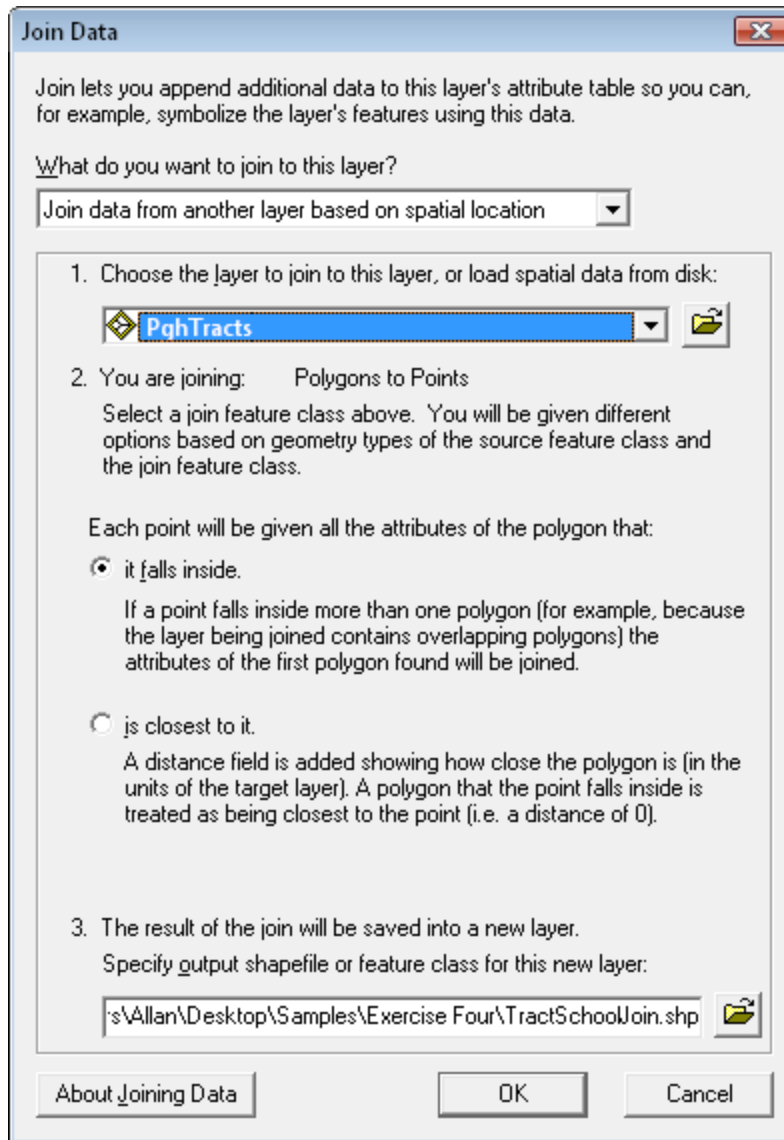 Join Data
Join lets you append additional data to this layer's attribute table so you can,
for example, symbolize the layer's features using this data.
What do you want to join to this layer?
Join data from another layer based on spatial location
1. Choose the layer to join to this layer, or load spatial data from disk:
PghTracts
2. You are joining: Polygons to Points
Select a join feature class above. You will be given different
options based on geometry types of the source feature class and
the join feature class.
Each point will be given all the attributes of the polygon that:
it falls inside.
If a point falls inside more than one polygon (for example, because
the layer being joined contains overlapping polygons) the
attributes of the first polygon found will be joined.
is closest to it.
A distance field is added showing how close the polygon is (in the
units of the target layer). A polygon that the point falls inside is
treated as being closest to the point (i.e. a distance of 0).
3. The result of the join will be saved into a new layer.
Specify output shapefile or feature class for this new layer:
s\Allan\Desktop\Samples\Exercise Four\TractSchoolJoin.shp
About Joining Data
OK
Cancel